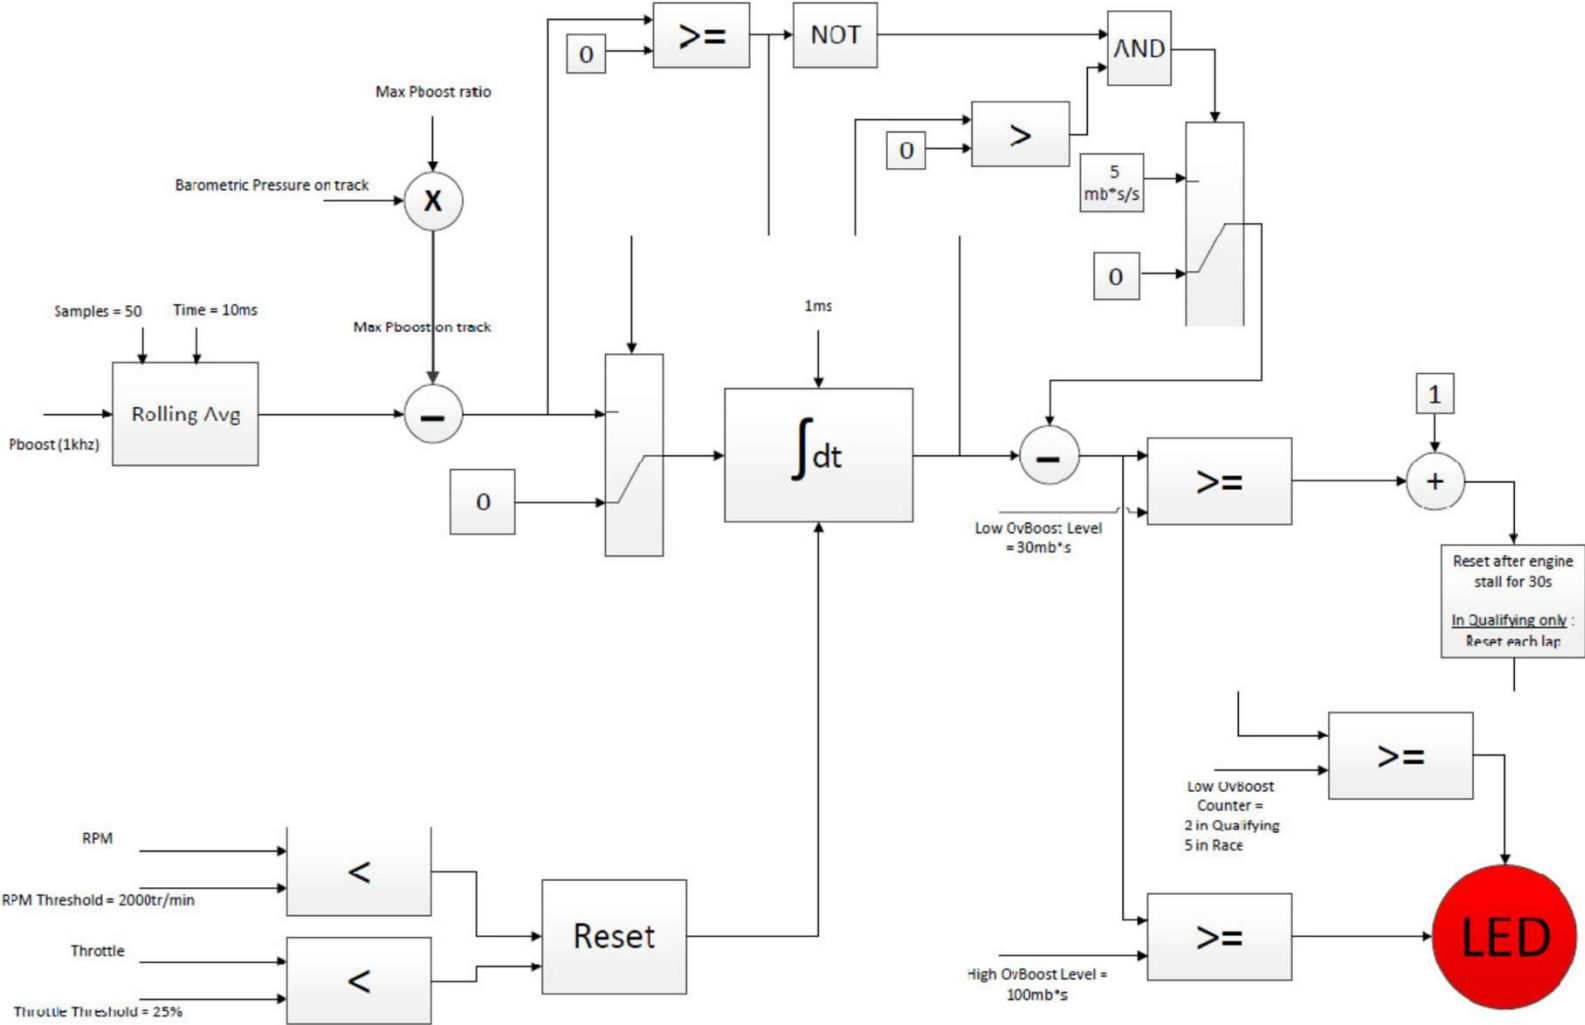 >=
NOT
AND
0
Max Pboost ratio
>
0
5
mb*s/s
Barometric Pressure on track
X
0
Samples = 50
Time = 10ms
1ms
Max Pboost on track
Rolling Avg
−
Pboost (1khz)
1
∫dt
0
−
>=
+
Low OvBoost Level
= 30mb*s
Reset after engine
stall for 30s
In Qualifying only :
Reset each lap
>=
Low OvBoost
Counter =
2 in Qualifying
5 in Race
RPM
<
RPM Threshold = 2000tr/min
Reset
Throttle
<
Throttle Threshold = 25%
>=
LED
High OvBoost Level =
100mb*s